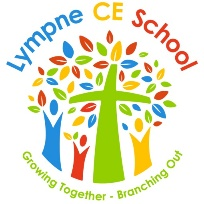 Lympne CE School
Growing Together - Branching Out